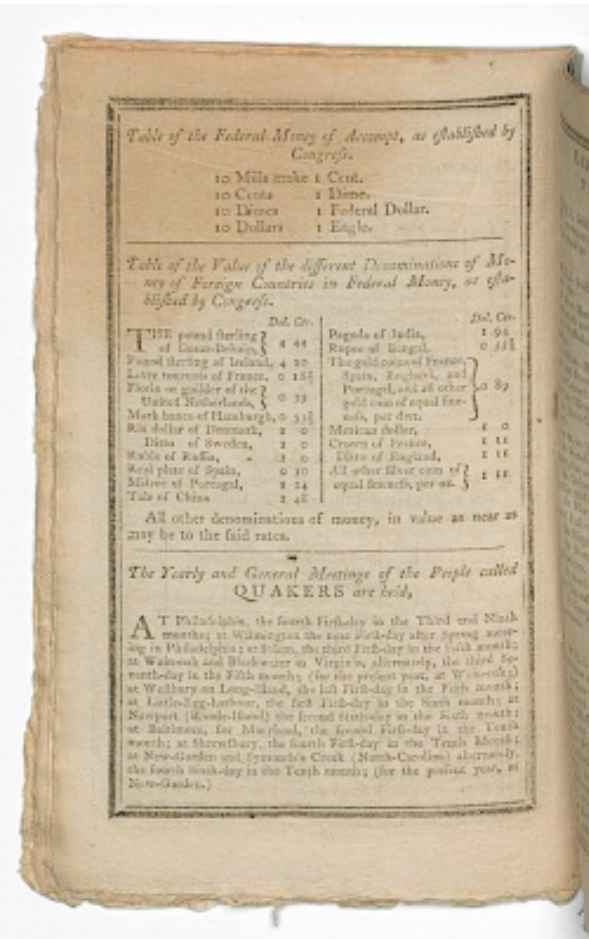 Table of the Federal Money of Accompt, as eſtabliſhed by
Congreſs.
10 Mills make 1 Cent.
10 Cents 1 Dime.
10 Dimes 1 Federal Dollar.
10 Dollars 1 Eagle.
Table of the Value of the different Denominations of Mo-
ney of Foreign Countries in Federal Money, as eſta-
bliſhed by Congreſs.
Dol. Cts.
THE pound ſterling
of Great-Britain, 4 44
Pound ſterling of Ireland, 4 10
Livre tournois of France, 0 18½
Florin or guilder of the
United Netherlands, 0 39
Mark banco of Hamburgh, 0 33⅓
Rix dollar of Denmark, 1 0
Ditto of Sweden, 1 0
Ruble of Ruſſia, 1 0
Real plate of Spain, 0 10
Milree of Portugal, 1 24
Tale of China 1 48
Dol. Cts.
Pagoda of India, 1 94
Rupee of Bengal,
The gold coins of France,
Spain, England, and
Portugal, and all other 0 89
gold coin of equal fine-
neſs, per dwt.
Mexican dollar, 1 0
Crown of France, 1 11
Ditto of England, 1 11
All other ſilver coin of
equal fineneſs, per oz. 1 11
All other denominations of money, in value as near as
may be to the ſaid rates.
The Yearly and General Meetings of the People called
QUAKERS are held,
AT Philadelphia, the fourth Firſt-day in the Third and Ninth
months; at Wilmington the next Firſt-day after Spring meet-
ing in Philadelphia; at Salem, the third Firſt-day in the Fifth month;
at and Blackwater in Virginia, alternately, the third Se-
venth-day in the Fifth month; (for the preſent year, at
at Weſtbury on Long-Iſland, the laſt Firſt-day in the Fifth month;
at Little-Egg-harbour, the firſt Firſt-day in the Sixth month; at
Newport (Rhode-Iſland) the ſecond Sixth-day in the Sixth month;
at Baltimore, for Maryland, the ſecond Firſt-day in the Tenth
month; at Shrewſbury, the fourth Firſt-day in the Tenth Month;
at New-Garden and Creek (North-Carolina) alternately,
the fourth Sixth-day in the Tenth month; (for the preſent year, at
New-Garden.)